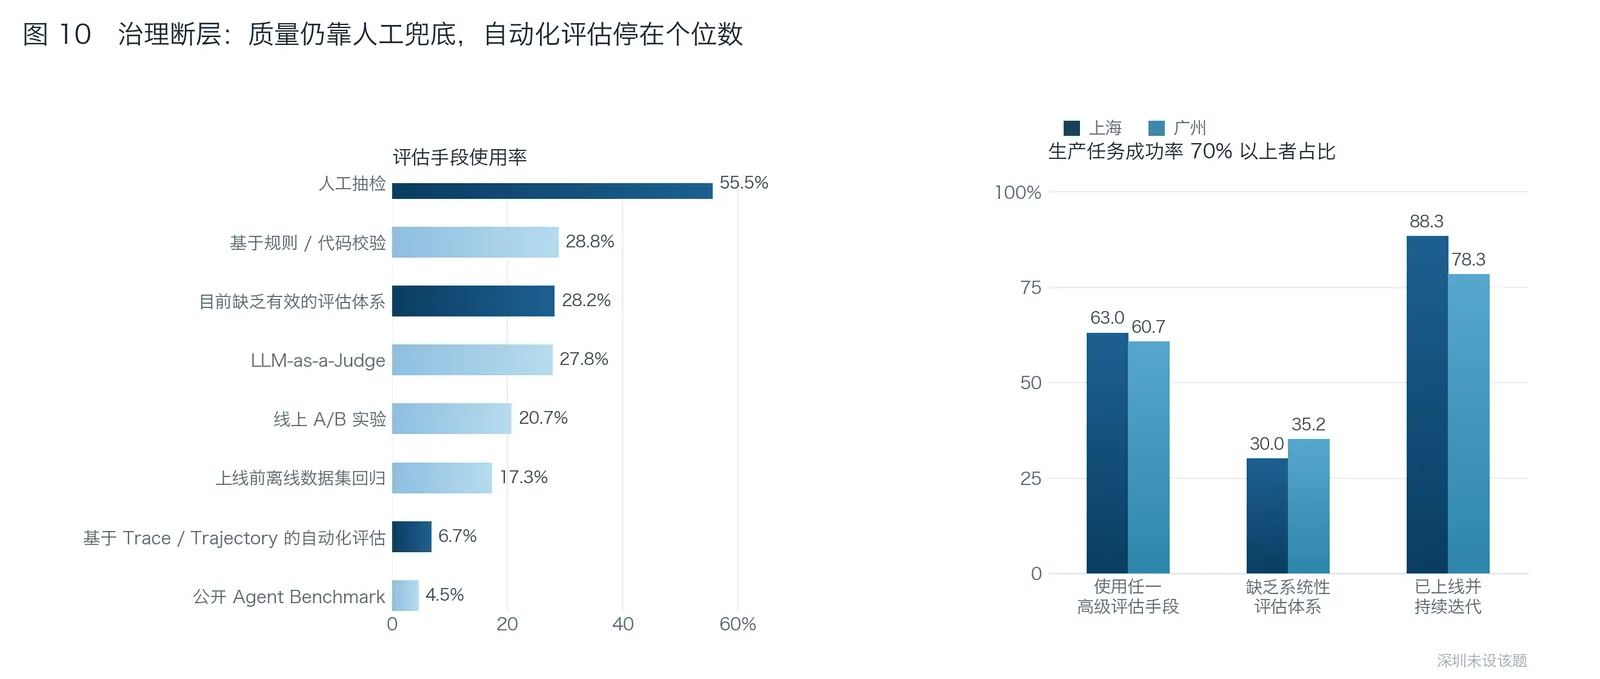 图 10 治理断层：质量仍靠人工兜底，自动化评估停在个位数
评估手段使用率
人工抽检 55.5%
基于规则 / 代码校验 28.8%
目前缺乏有效的评估体系 28.2%
LLM-as-a-Judge 27.8%
线上 A/B 实验 20.7%
上线前离线数据集回归 17.3%
基于 Trace / Trajectory 的自动化评估 6.7%
公开 Agent Benchmark 4.5%
0 20 40 60%
上海 广州
生产任务成功率 70% 以上者占比
100%
75
50
25
0
63.0 60.7
30.0 35.2
88.3 78.3
使用任一
高级评估手段
缺乏系统性
评估体系
已上线并
持续迭代
深圳未设该题